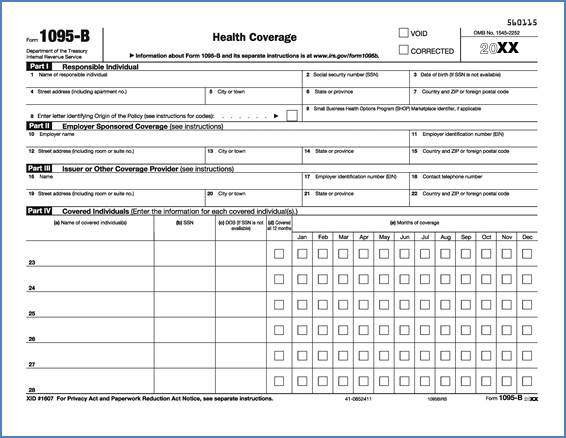 560115
Form 1095-B
Health Coverage
VOID
OMB No. 1545-2252
Department of the Treasury
Internal Revenue Service
▶ Information about Form 1095-B and its separate instructions is at www.irs.gov/form1095b.
CORRECTED
20XX
Part I Responsible Individual
1 Name of responsible individual
2 Social security number (SSN)
3 Date of birth (If SSN is not available)
4 Street address (including apartment no.)
5 City or town
6 State or province
7 Country and ZIP or foreign postal code
8 Enter letter identifying Origin of the Policy (see instructions for codes): . . . . . . ▶
9 Small Business Health Options Program (SHOP) Marketplace identifier, if applicable
Part II Employer Sponsored Coverage (see instructions)
10 Employer name
11 Employer identification number (EIN)
12 Street address (including room or suite no.)
13 City or town
14 State or province
15 Country and ZIP or foreign postal code
Part III Issuer or Other Coverage Provider (see instructions)
16 Name
17 Employer identification number (EIN)
18 Contact telephone number
19 Street address (including room or suite no.)
20 City or town
21 State or province
22 Country and ZIP or foreign postal code
Part IV Covered Individuals (Enter the information for each covered individual(s).)
(a) Name of covered individual(s)
(b) SSN
(c) DOB (If SSN is not available)
(d) Covered all 12 months
(e) Months of coverage
Jan Feb Mar Apr May Jun Jul Aug Sep Oct Nov Dec
23
24
25
26
27
28
XID #1607 For Privacy Act and Paperwork Reduction Act Notice, see separate instructions.
41-0852411
1095BIRS
Form 1095-B 20XX